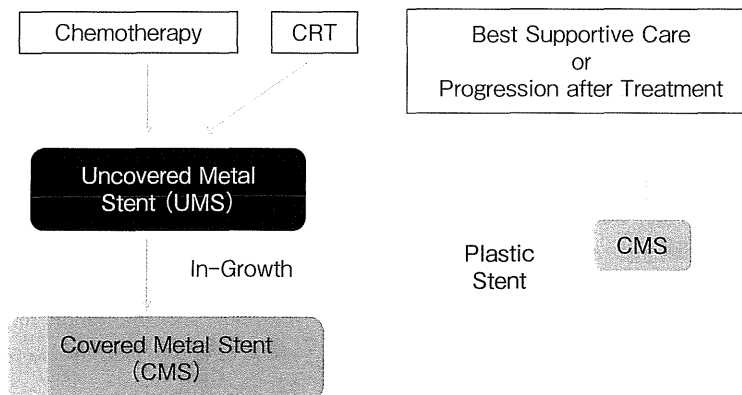 Chemotherapy
CRT
Best Supportive Care
or
Progression after Treatment
Uncovered Metal
Stent (UMS)
In-Growth
Plastic
Stent
CMS
Covered Metal Stent
(CMS)